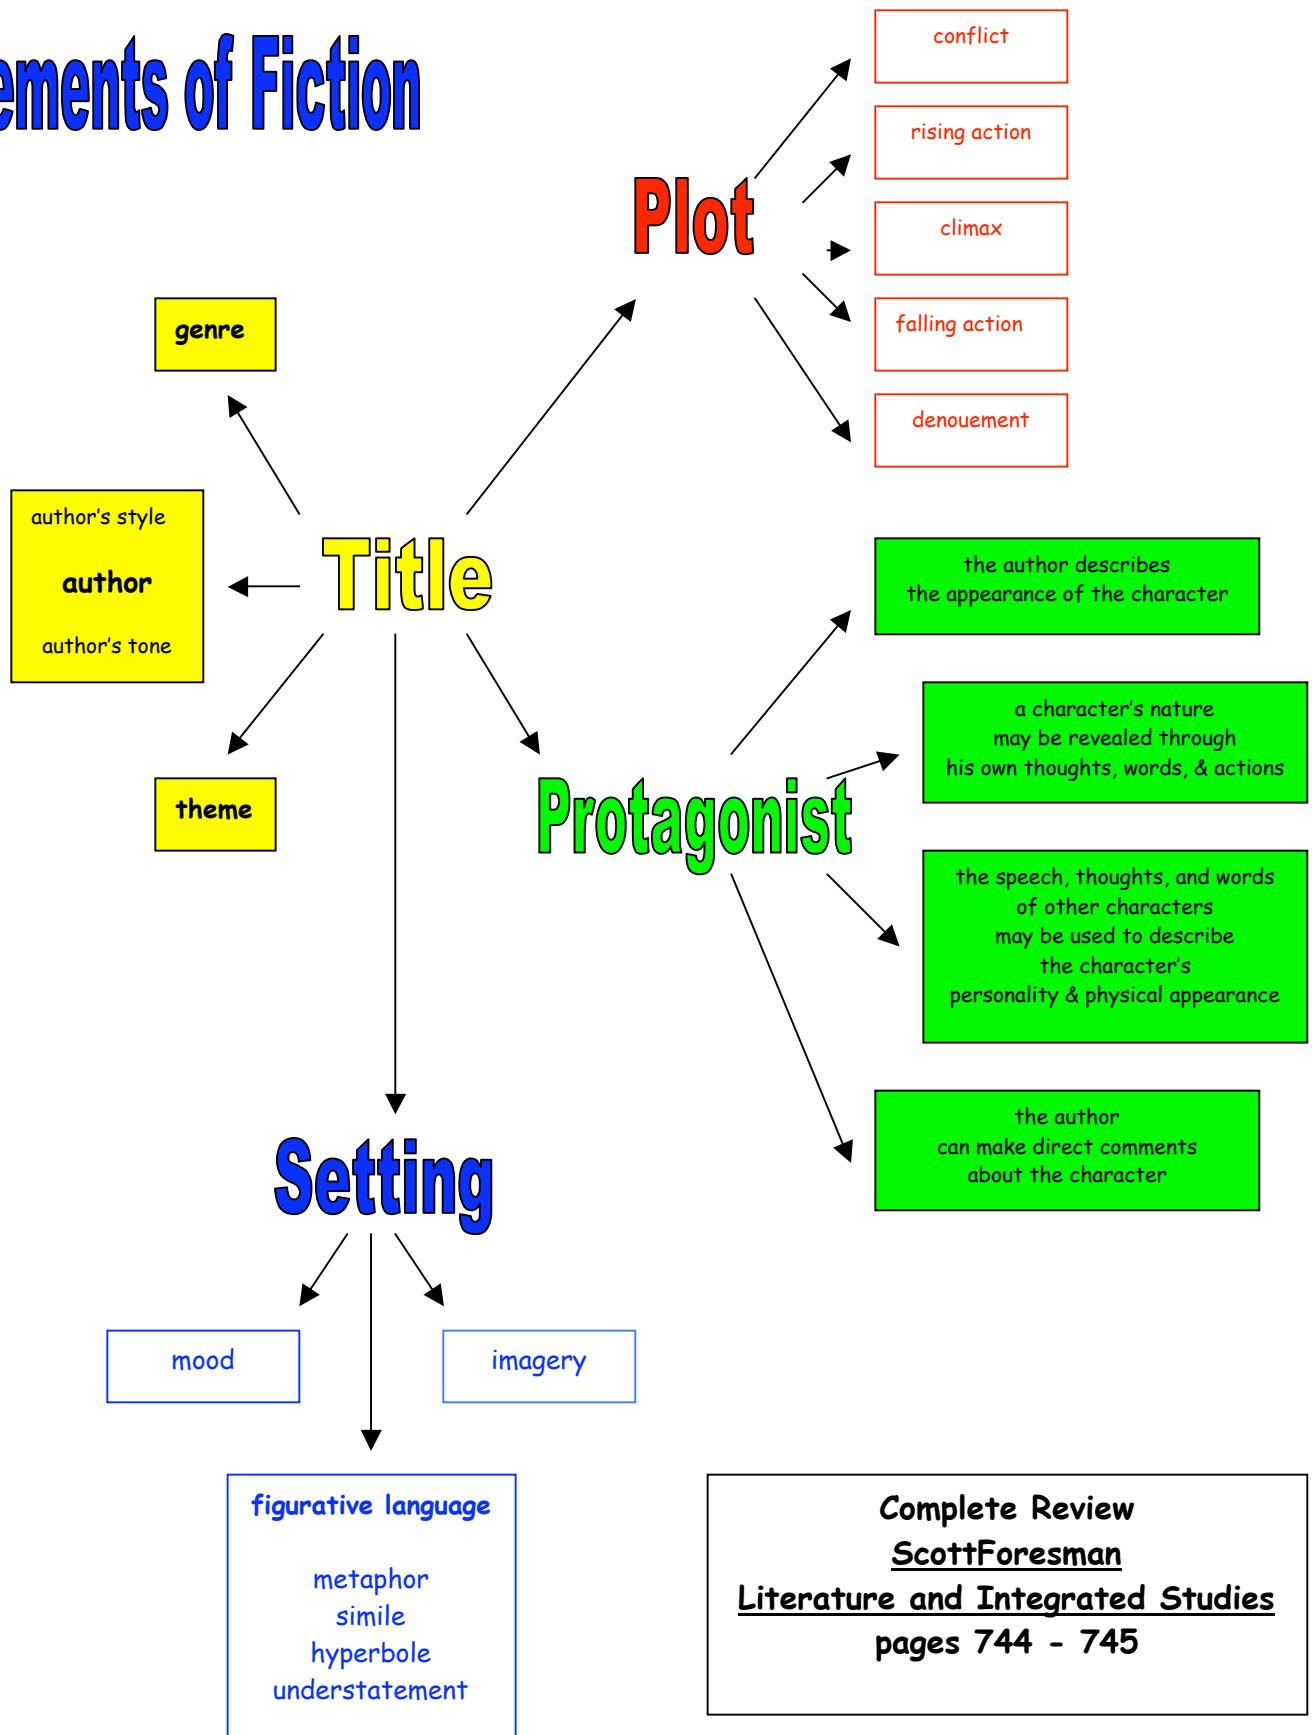 ements of Fiction
conflict
rising action
Plot
climax
genre
falling action
denouement
author's style
author
author's tone
Title
the author describes
the appearance of the character
a character's nature
may be revealed through
his own thoughts, words, & actions
theme
Protagonist
the speech, thoughts, and words
of other characters
may be used to describe
the character's
personality & physical appearance
the author
can make direct comments
about the character
Setting
mood
imagery
figurative language
metaphor
simile
hyperbole
understatement
Complete Review
ScottForesman
Literature and Integrated Studies
pages 744 - 745